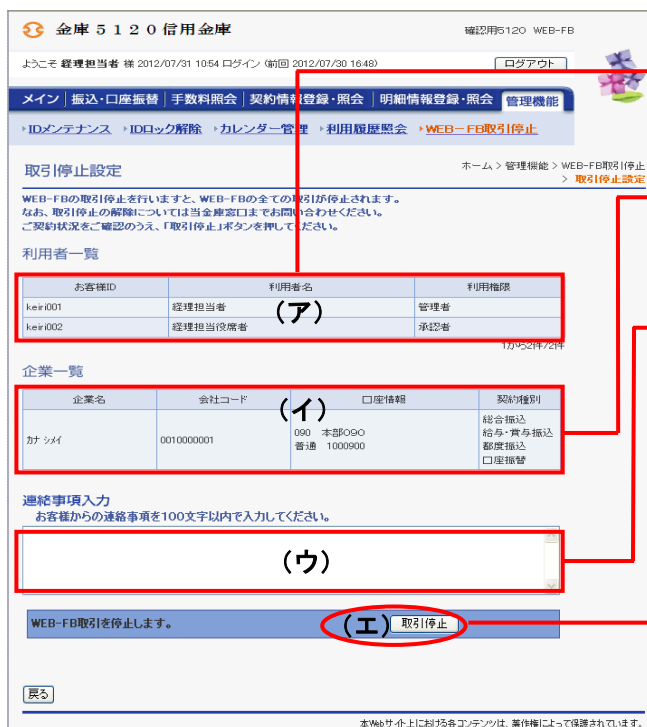 金庫5120信用金庫
確認用5120 WEB-FB
ようこそ 経理担当者 様 2012/07/31 10:54 ログイン (前回 2012/07/30 16:48)
ログアウト
メイン 振込・口座振替 手数料照会 契約情報登録・照会 明細情報登録・照会 管理機能
IDメンテナンス IDロック解除 カレンダー管理 利用履歴照会 WEB-FB取引停止
取引停止設定
ホーム > 管理機能 > WEB-FB取引停止
> 取引停止設定
WEB-FBの取引停止を行いますと、WEB-FBの全ての取引が停止されます。
なお、取引停止の解除については当金庫窓口までお問い合わせください。
ご契約状況をご確認のうえ、「取引停止」ボタンを押してください。
利用者一覧
お客様ID 利用者名 利用権限
keiri001 経理担当者 管理者
(ア)
keiri002 経理担当役席者 承認者
1から2件/2件
企業一覧
企業名 会社コード 口座情報 契約種別
(イ)
カナ シメイ 0010000001 090 本部090 普通 1000900
総合振込
給与・賞与振込
都度振込
口座振替
連絡事項入力
お客様からの連絡事項を100文字以内で入力してください。
(ウ)
WEB-FB取引を停止します。 (エ) 取引停止
戻る
本Webサイト上における各コンテンツは、著作権によって保護されています。